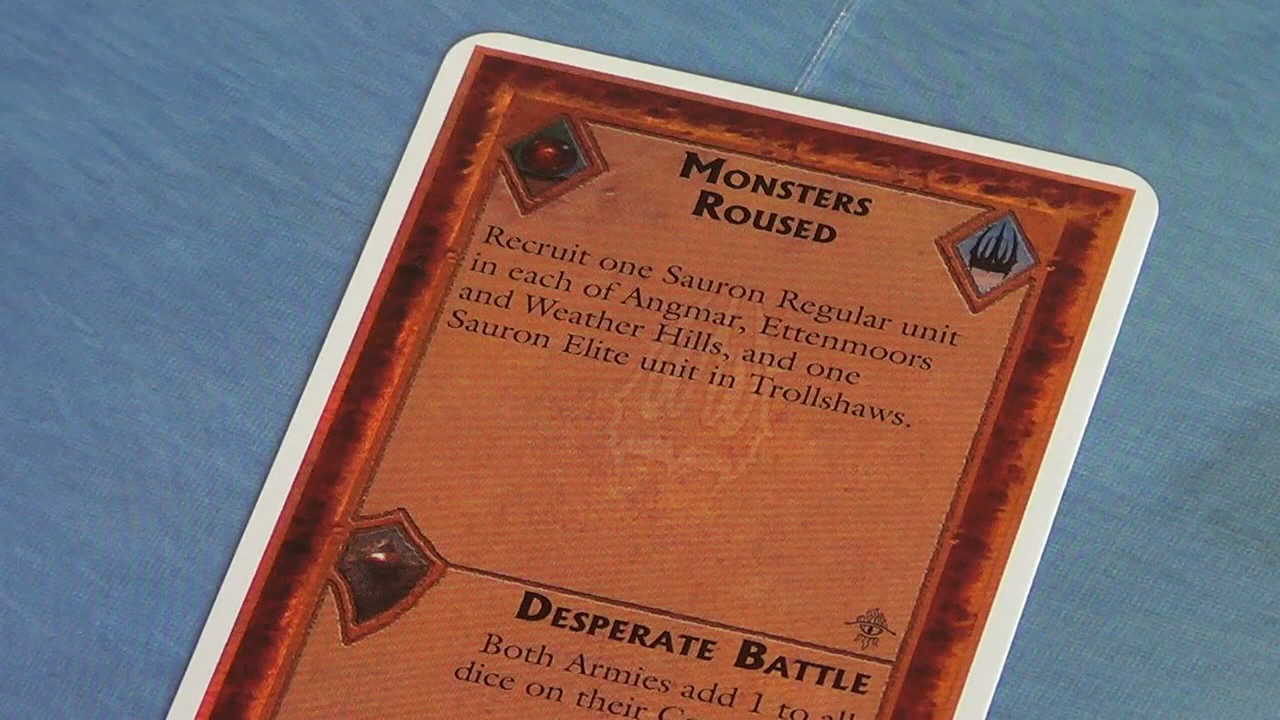 MONSTERS
ROUSED
Recruit one Sauron Regular unit
in each of Angmar, Ettenmoors
and Weather Hills, and one
Sauron Elite unit in Trollshaws.
DESPERATE BATTLE
Both Armies add 1 to all
dice on their